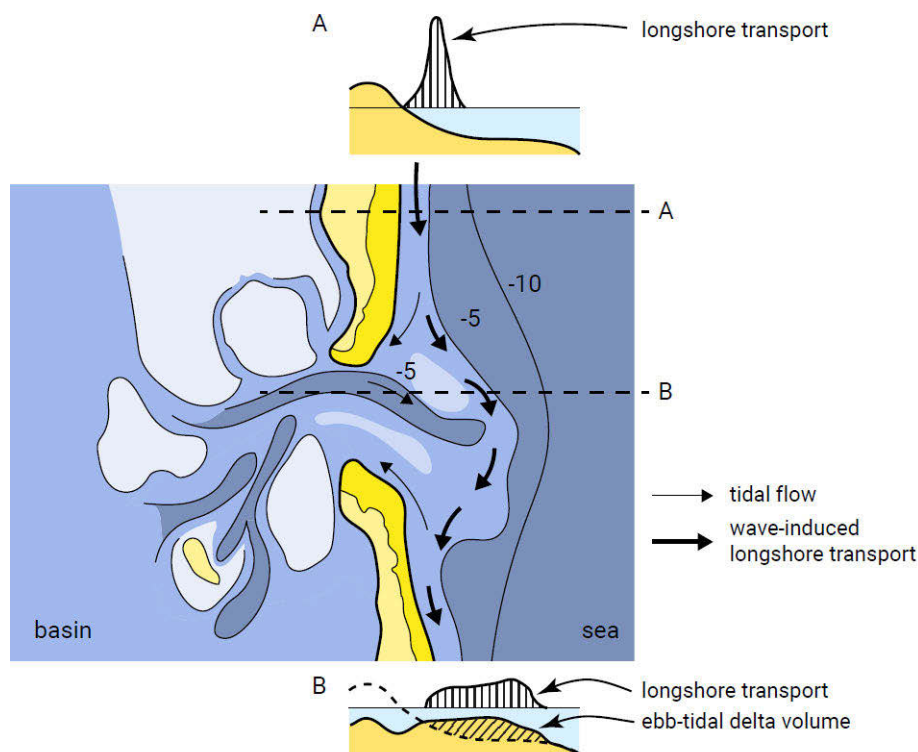 A
longshore transport
A
-10
-5
-5
B
tidal flow
wave-induced
longshore transport
basin
sea
B
longshore transport
ebb-tidal delta volume